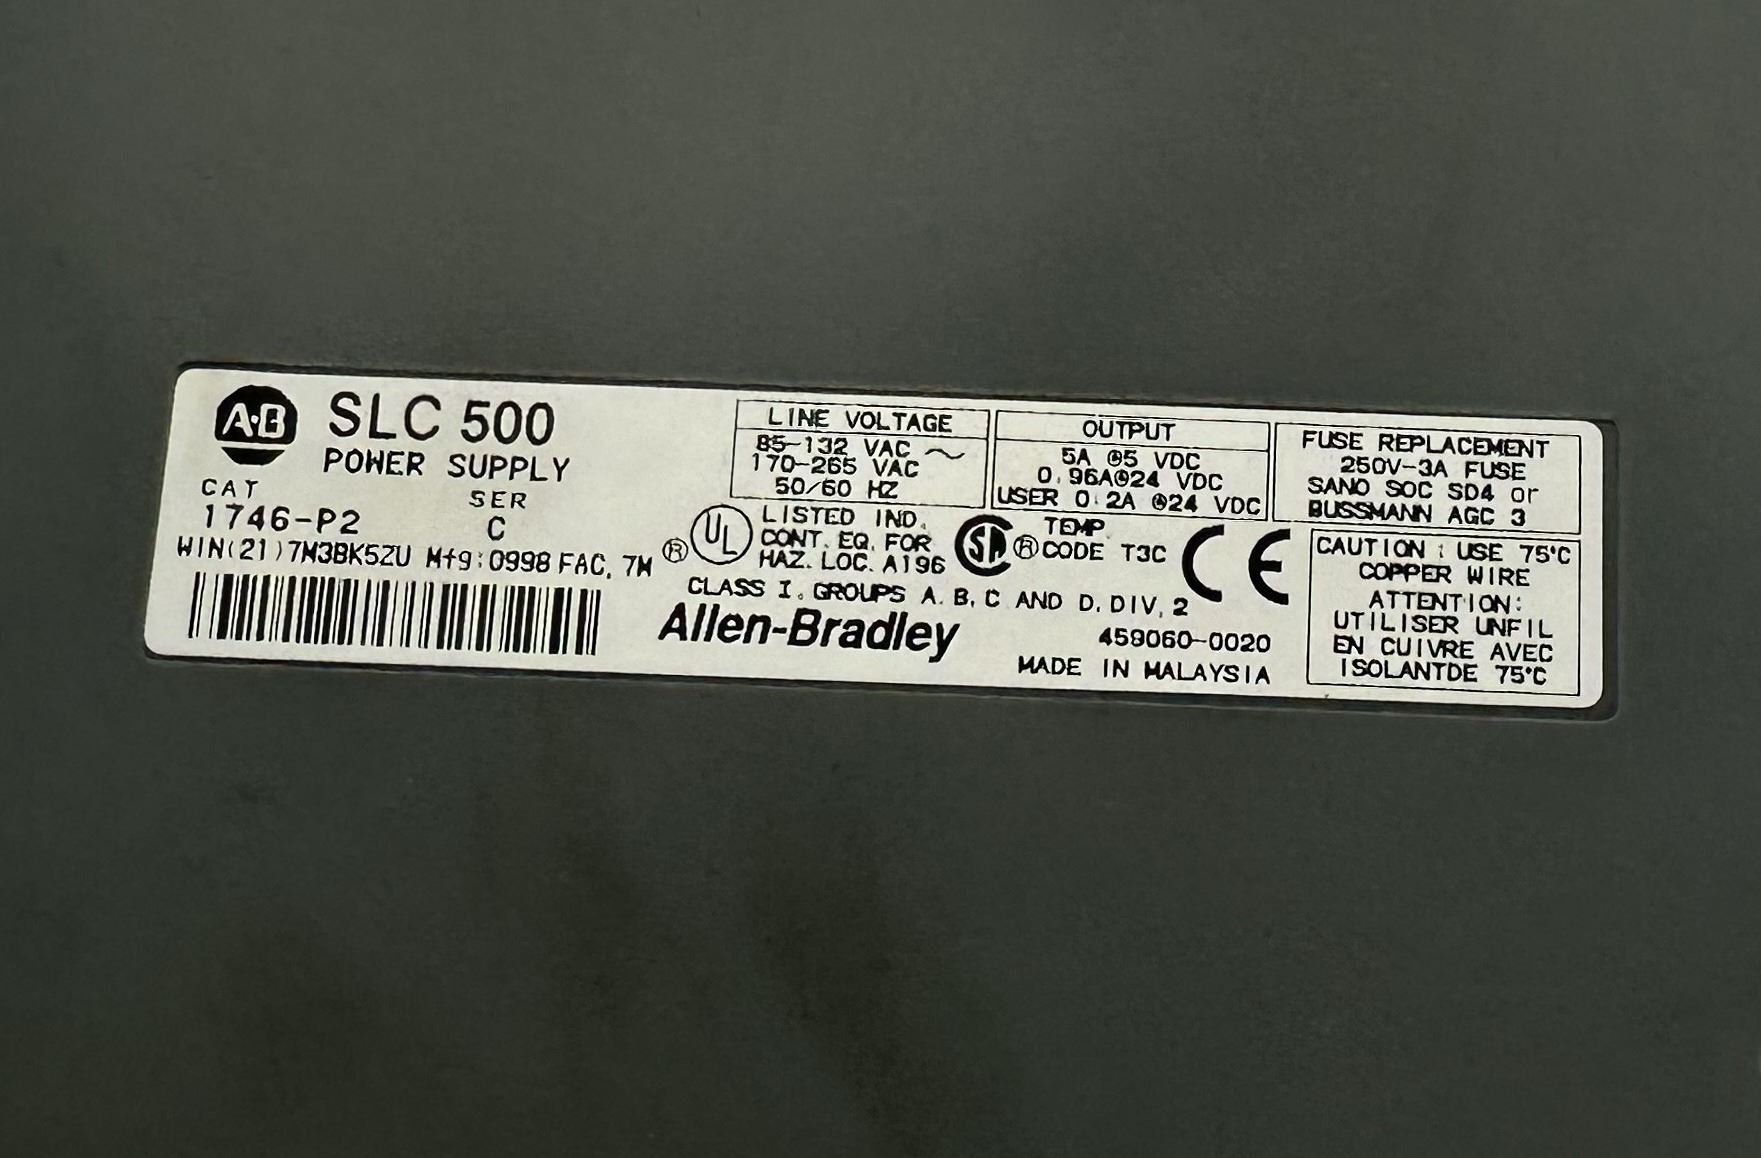 A·B SLC 500
POWER SUPPLY
CAT SER
1746-P2 C
WIN(21)7M3BK5ZU Mfg:0998 FAC. 7M
LINE VOLTAGE
85-132 VAC ~
170-265 VAC
50/60 HZ
OUTPUT
5A @5 VDC
0.96A@24 VDC
USER 0.2A @24 VDC
FUSE REPLACEMENT
250V-3A FUSE
SANO SOC SD4 or
BUSSMANN AGC 3
® UL LISTED IND.
CONT. EQ. FOR
HAZ. LOC. A196
SA ® TEMP
CODE T3C
CE
CLASS I, GROUPS A, B, C AND D, DIV. 2
Allen-Bradley
459060-0020
MADE IN MALAYSIA
CAUTION : USE 75°C
COPPER WIRE
ATTENTION:
UTILISER UNFIL
EN CUIVRE AVEC
ISOLANTDE 75°C